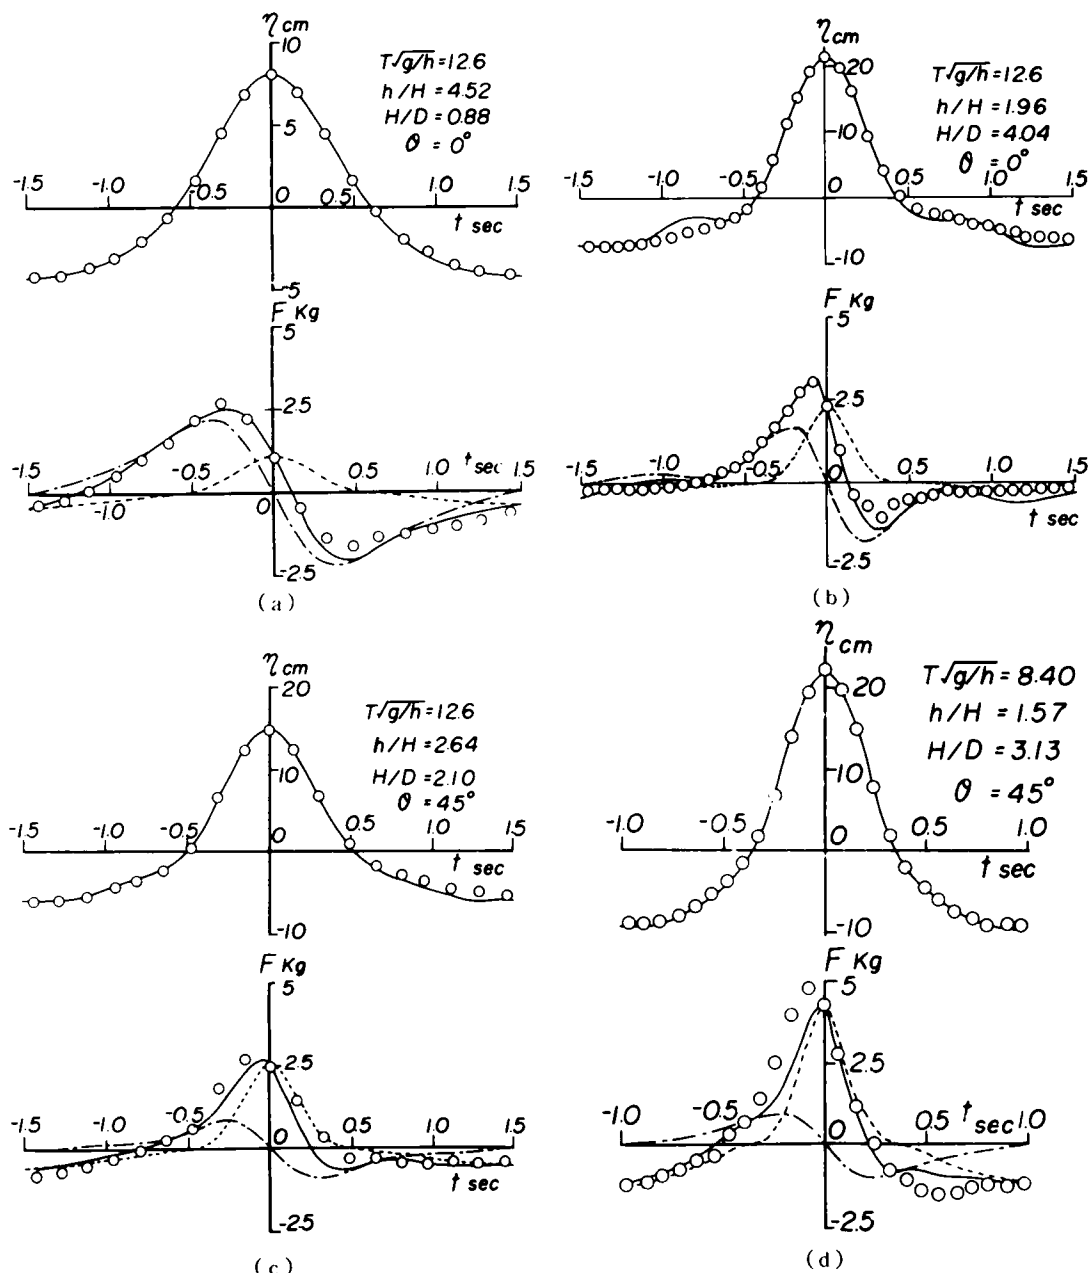 η cm
10
T√g/h = 12.6
h/H = 4.52
H/D = 0.88
θ = 0°
5
-1.5 -1.0 -0.5 0 0.5 1.0 1.5
t sec
-5
F Kg
5
2.5
-1.5 -1.0 -0.5 0 0.5 1.0 1.5
t sec
-2.5
(a)
η cm
20
T√g/h = 12.6
h/H = 1.96
H/D = 4.04
θ = 0°
10
-1.5 -1.0 -0.5 0 0.5 1.0 1.5
t sec
-10
F Kg
5
2.5
-1.5 -1.0 -0.5 0 0.5 1.0 1.5
t sec
-2.5
(b)
η cm
20
T√g/h = 12.6
h/H = 2.64
H/D = 2.10
θ = 45°
10
-1.5 -1.0 -0.5 0 0.5 1.0 1.5
t sec
-10
F Kg
5
2.5
-1.5 -1.0 -0.5 0 0.5 1.0 1.5
t sec
-2.5
(c)
η cm
T√g/h = 8.40
20
h/H = 1.57
H/D = 3.13
θ = 45°
10
-1.0 -0.5 0 0.5 1.0
t sec
-10
F Kg
5
2.5
-1.0 -0.5 0 0.5 t sec 1.0
-2.5
(d)